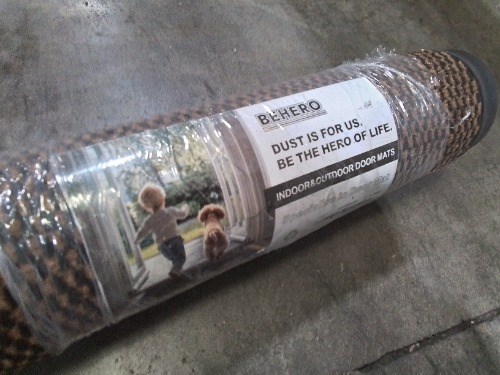 BEHERO
DUST IS FOR US,
BE THE HERO OF LIFE.
INDOOR&OUTDOOR DOOR MATS